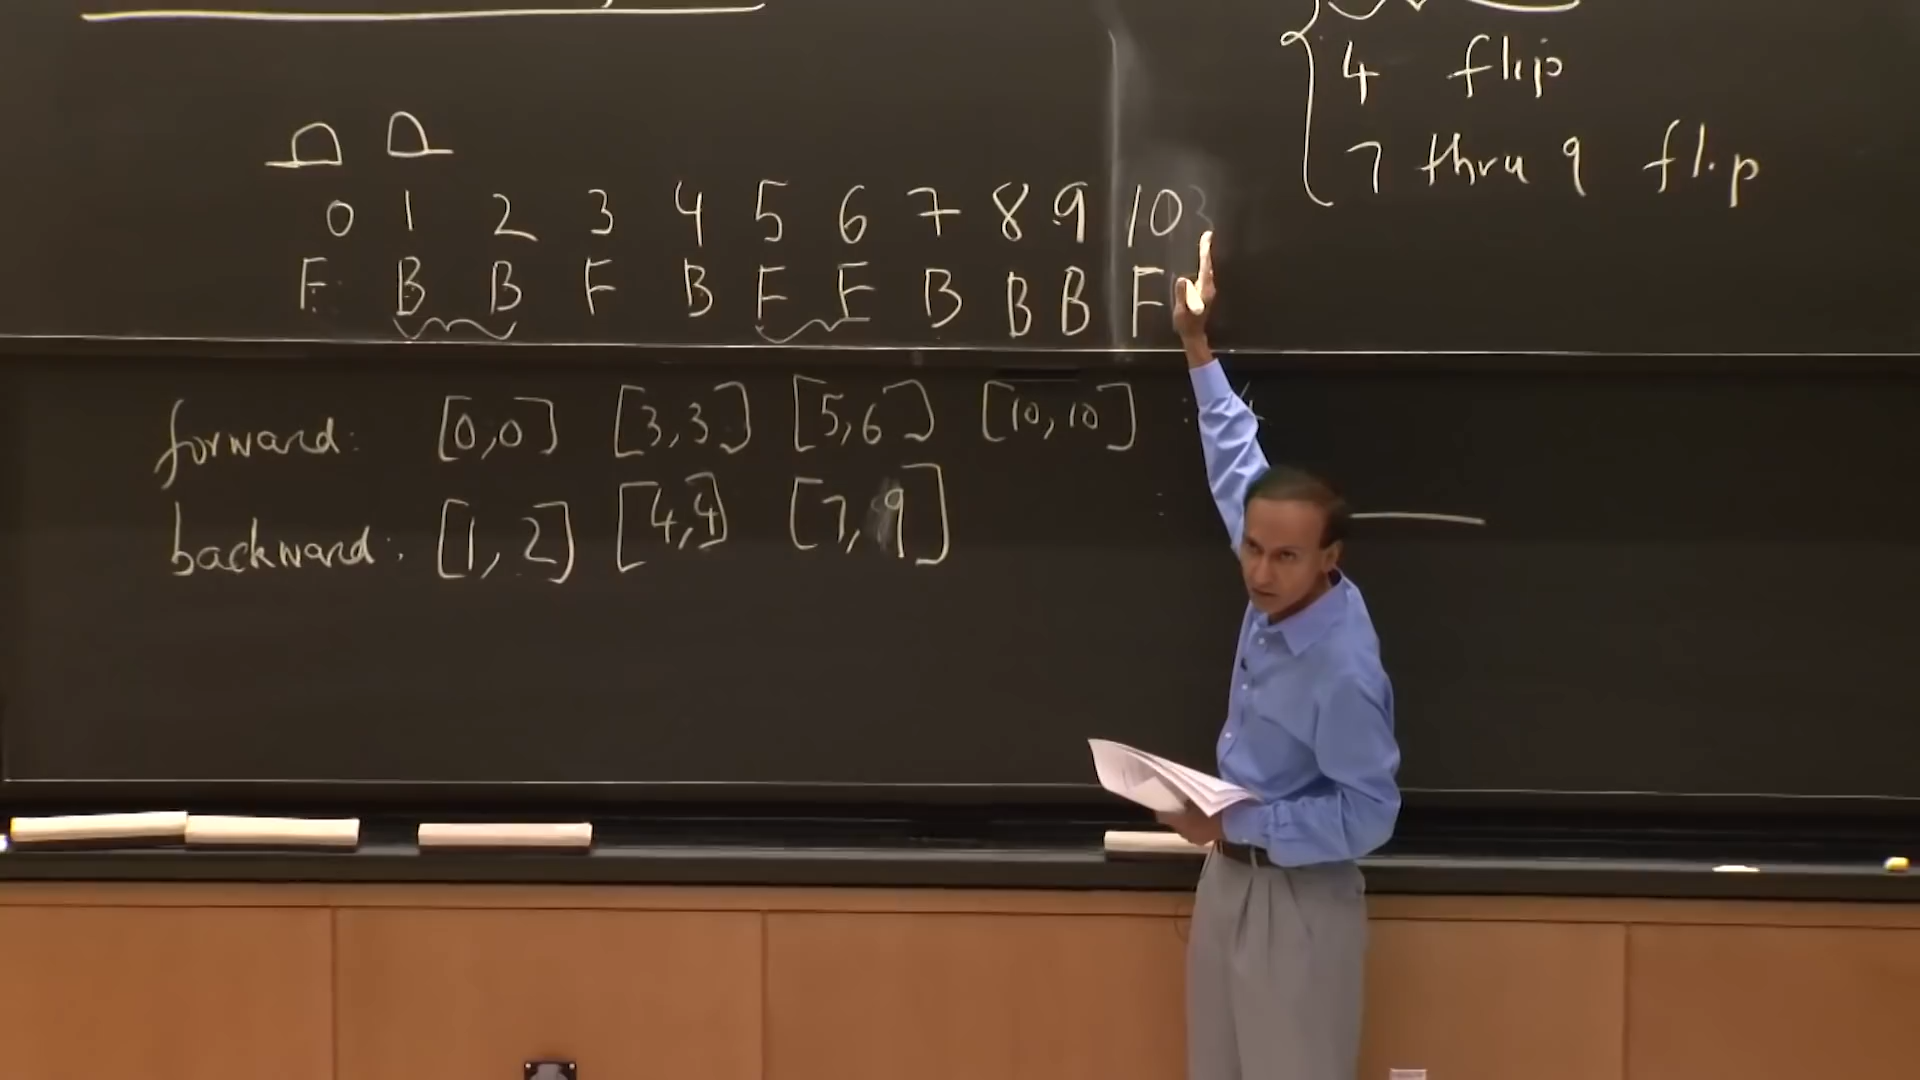 4 flip
7 thru 9 flip
0 1 2 3 4 5 6 7 8 9 10
F B B F B F F B B B F
forward: [0,0] [3,3] [5,6] [10,10] :
backward: [1,2] [4,4] [7,9]